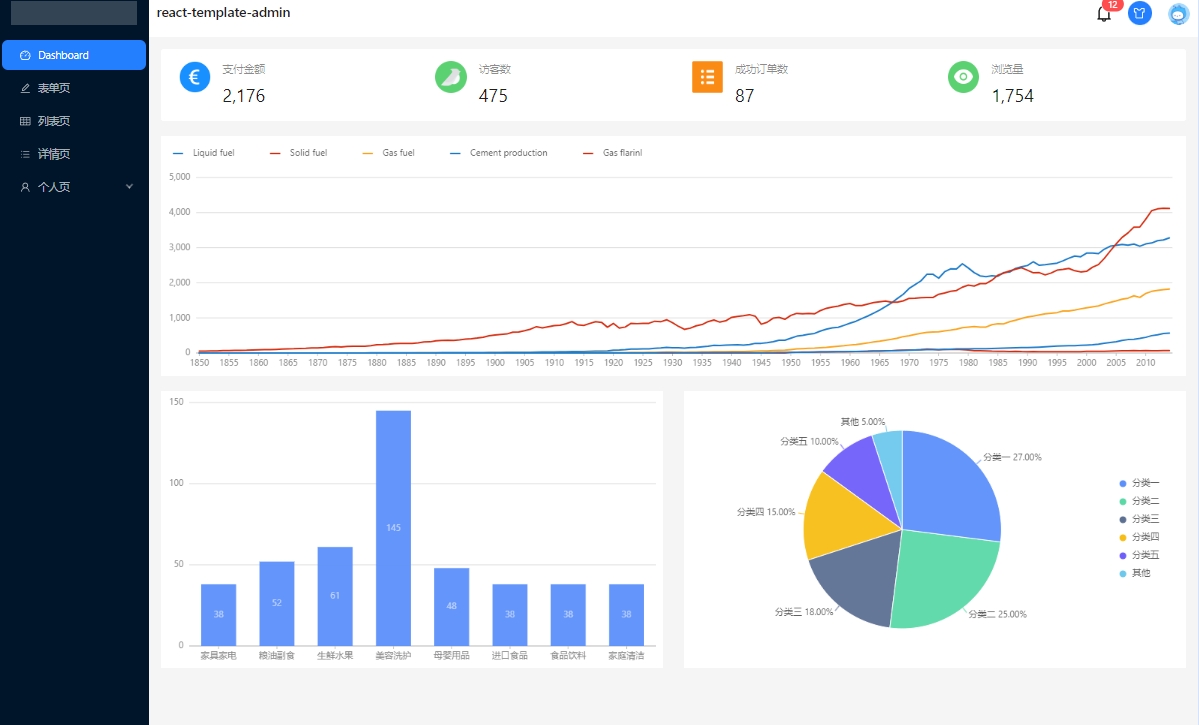 react-template-admin
12
Dashboard
表单页
列表页
详情页
个人页
支付金额
2,176
访客数
475
成功订单数
87
浏览量
1,754
Liquid fuel Solid fuel Gas fuel Cement production Gas flarinl
5,000
4,000
3,000
2,000
1,000
0
1850 1855 1860 1865 1870 1875 1880 1885 1890 1895 1900 1905 1910 1915 1920 1925 1930 1935 1940 1945 1950 1955 1960 1965 1970 1975 1980 1985 1990 1995 2000 2005 2010
150
100
50
0
38 52 61 145 48 38 38 38
家具家电 粮油副食 生鲜水果 美容洗护 母婴用品 进口食品 食品饮料 家庭清洁
其他 5.00%
分类五 10.00%
分类一 27.00%
分类四 15.00%
分类三 18.00%
分类二 25.00%
分类一
分类二
分类三
分类四
分类五
其他